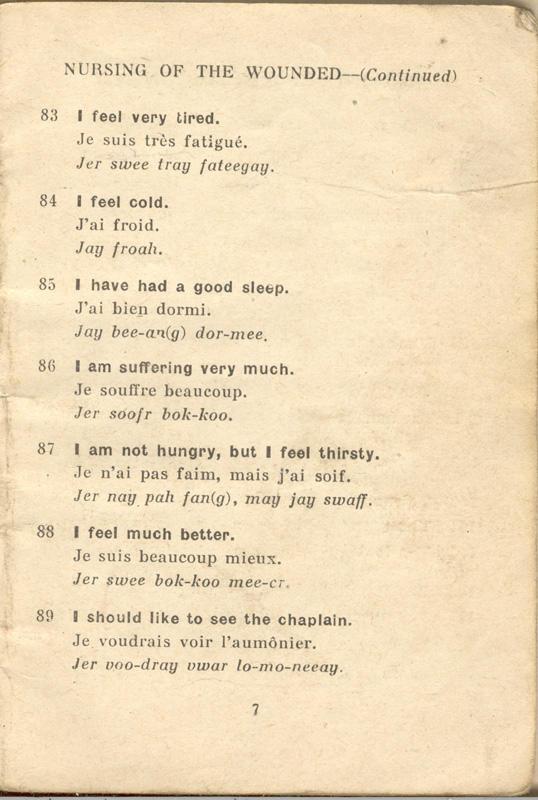 NURSING OF THE WOUNDED—(Continued)
83 I feel very tired.
Je suis très fatigué.
Jer swee tray fateegay.
84 I feel cold.
J'ai froid.
Jay froah.
85 I have had a good sleep.
J'ai bien dormi.
Jay bee-an(g) dor-mee.
86 I am suffering very much.
Je souffre beaucoup.
Jer soofr bok-koo.
87 I am not hungry, but I feel thirsty.
Je n'ai pas faim, mais j'ai soif.
Jer nay pah fan(g), may jay swaff.
88 I feel much better.
Je suis beaucoup mieux.
Jer swee bok-koo mee-er.
89 I should like to see the chaplain.
Je voudrais voir l'aumônier.
Jer voo-dray vwar lo-mo-neeay.
7